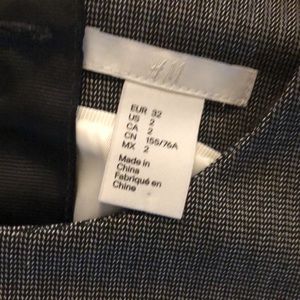 H&M
EUR 32
US 2
CA 2
CN 155/76A
MX 2
Made in
China
Fabriqué en
Chine